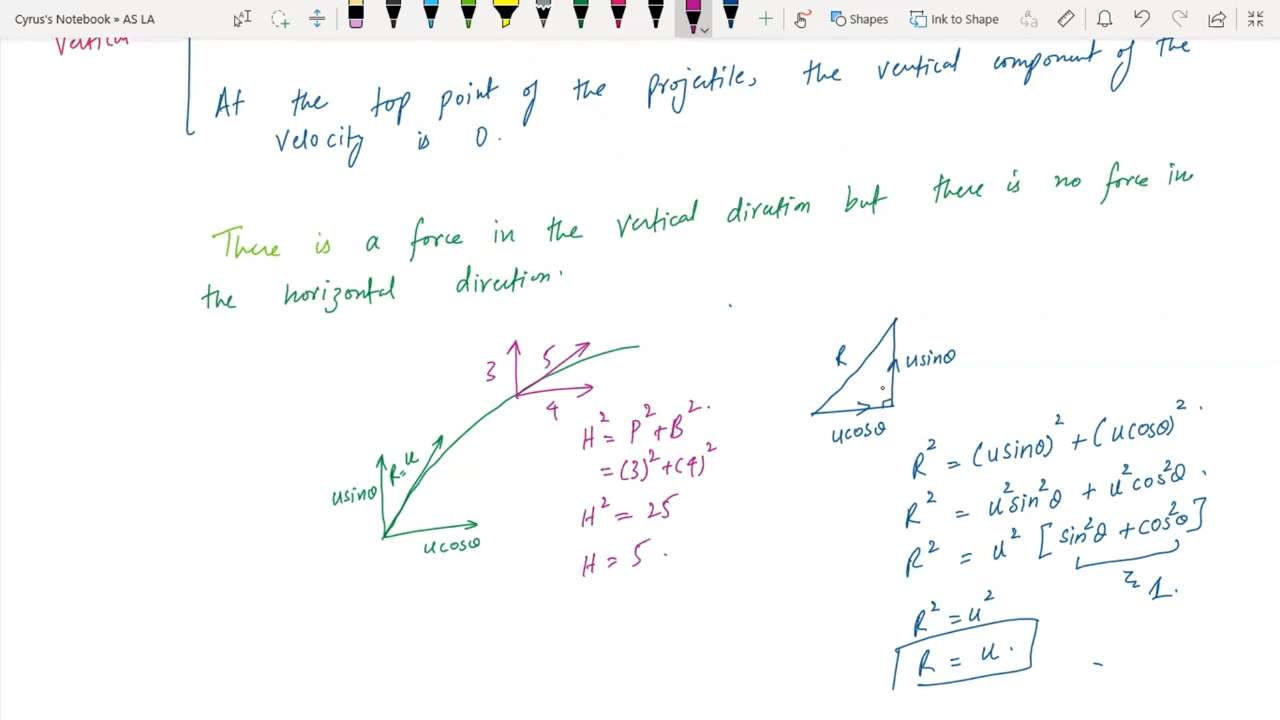 Cyrus's Notebook » AS LA
Shapes
Ink to Shape
vertical
At the top point of the projectile, the vertical component of the
velocity is 0.
There is a force in the vertical dirution but there is no force in
the horizontal dirution.
3
5
4
usinθ
R=u
ucosθ
H² = P² + B².
= (3)² + (4)²
H² = 25
H = 5.
R
usinθ
ucosθ
R² = (usinθ)² + (ucosθ)².
R² = u²sin²θ + u²cos²θ.
R² = u² [sin²θ + cos²θ]
1.
R² = u²
R = u.